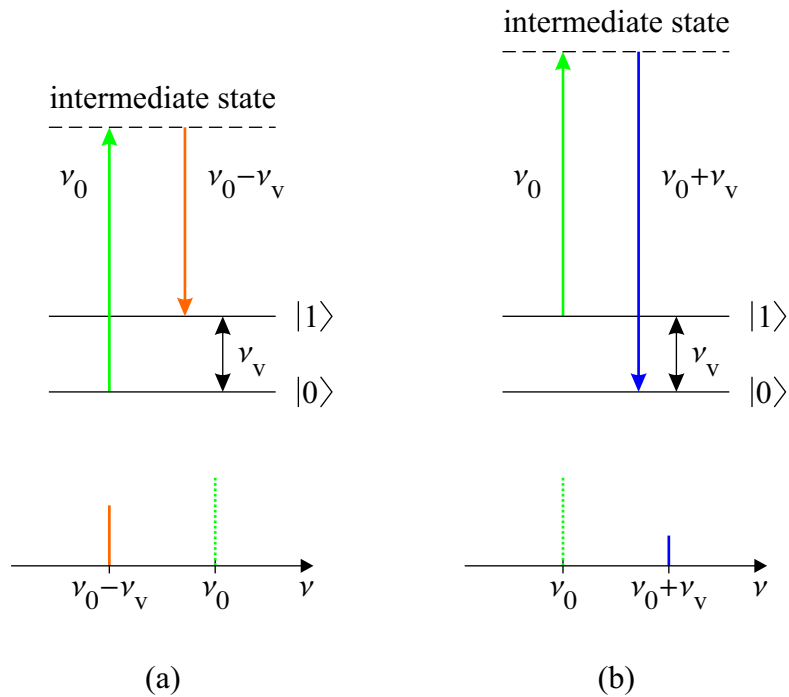 intermediate state
ν0
ν0−νv
|1⟩
νv
|0⟩
ν0−νv
ν0
ν
(a)
intermediate state
ν0
ν0+νv
|1⟩
νv
|0⟩
ν0
ν0+νv
ν
(b)